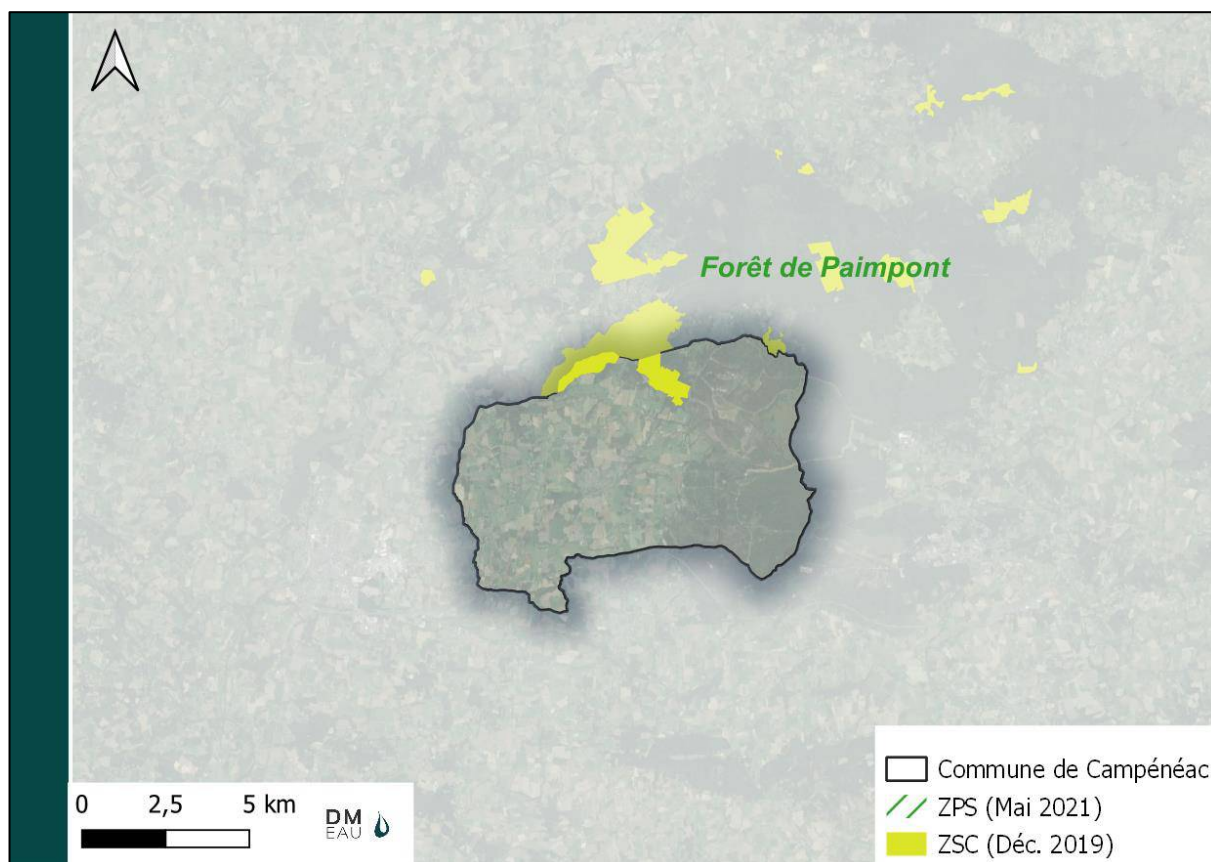 Forêt de Paimpont
0 2,5 5 km
DM
EAU
Commune de Campénéac
ZPS (Mai 2021)
ZSC (Déc. 2019)